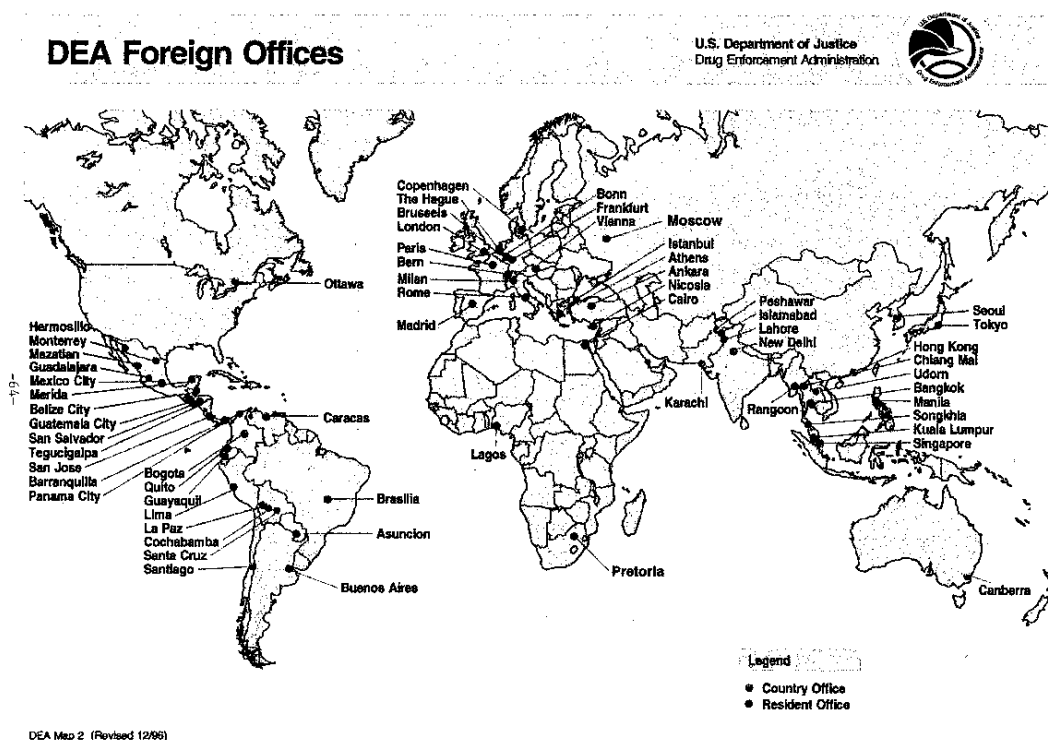 DEA Foreign Offices
U.S. Department of Justice
Drug Enforcement Administration
Copenhagen
The Hague
Brussels
London
Paris
Bern
Milan
Rome
Madrid
Bonn
Frankfurt
Vienna
Moscow
Istanbul
Athens
Ankara
Nicosia
Cairo
Peshawar
Islamabad
Lahore
New Delhi
Karachi
Rangoon
Seoul
Tokyo
Hong Kong
Chiang Mai
Udorn
Bangkok
Manila
Songkhla
Kuala Lumpur
Singapore
Ottawa
Hermosillo
Monterrey
Mazatlan
Guadalajara
Mexico City
Merida
Belize City
Guatemala City
San Salvador
Tegucigalpa
San Jose
Barranquilla
Panama City
Caracas
Bogota
Quito
Guayaquil
Lima
La Paz
Cochabamba
Santa Cruz
Santiago
Brasilia
Asuncion
Buenos Aires
Lagos
Pretoria
Canberra
-64-
Legend
Country Office
Resident Office
DEA Map 2 (Revised 12/96)